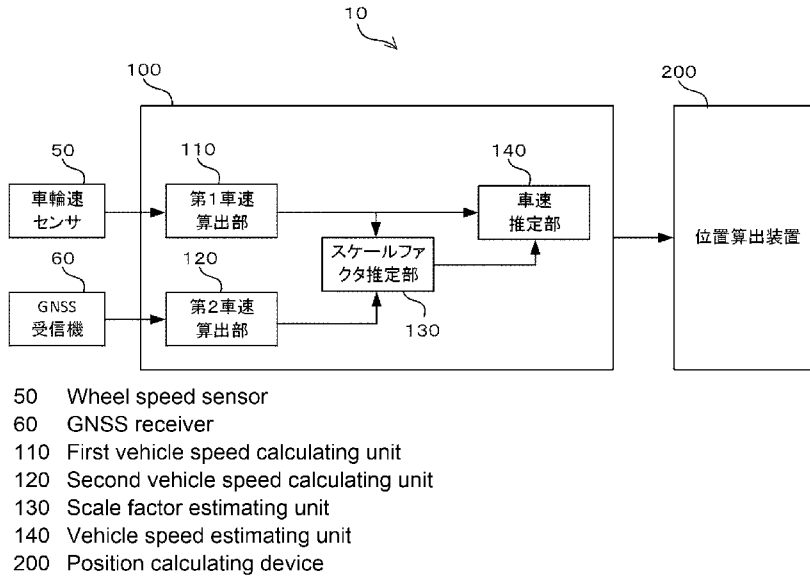 10
100
200
50
110
140
車輪速
センサ
第1車速
算出部
車速
推定部
スケールファ
クタ推定部
位置算出装置
60
120
130
GNSS
受信機
第2車速
算出部
50 Wheel speed sensor
60 GNSS receiver
110 First vehicle speed calculating unit
120 Second vehicle speed calculating unit
130 Scale factor estimating unit
140 Vehicle speed estimating unit
200 Position calculating device